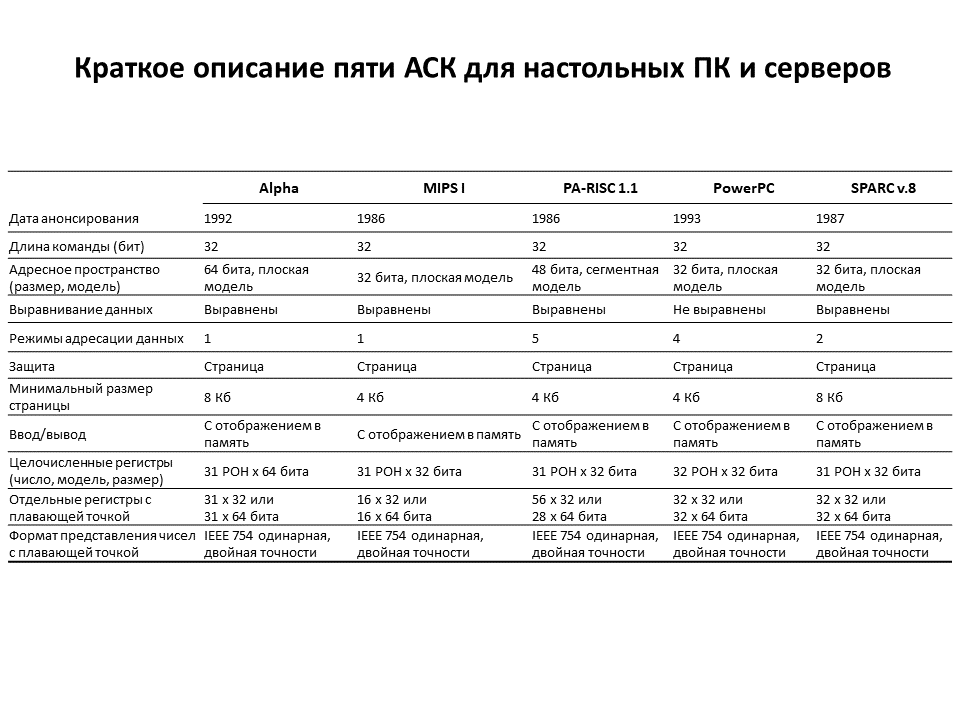 Краткое описание пяти АСК для настольных ПК и серверов
Alpha MIPS I PA-RISC 1.1 PowerPC SPARC v.8
Дата анонсирования 1992 1986 1986 1993 1987
Длина команды (бит) 32 32 32 32 32
Адресное пространство 64 бита, плоская 48 бита, сегментная 32 бита, плоская 32 бита, плоская
32 бита, плоская модель
(размер, модель) модель модель модель модель
Выравнивание данных Выравнены Выравнены Выравнены Не выравнены Выравнены
Режимы адресации данных 1 1 5 4 2
Защита Страница Страница Страница Страница Страница
Минимальный размер
страницы
8 Кб 4 Кб 4 Кб 4 Кб 8 Кб
С отображением в С отображением в С отображением в С отображением в
Ввод/вывод С отображением в память
память память память память
Целочисленные регистры
(число, модель, размер)
31 РОН x 64 бита 31 РОН x 32 бита 31 РОН x 32 бита 32 РОН x 32 бита 31 РОН x 32 бита
Отдельные регистры с 31 x 32 или 16 x 32 или 56 x 32 или 32 x 32 или 32 x 32 или
плавающей точкой 31 x 64 бита 16 x 64 бита 28 x 64 бита 32 x 64 бита 32 x 64 бита
Формат представления чисел IEEE 754 одинарная, IEEE 754 одинарная, IEEE 754 одинарная, IEEE 754 одинарная, IEEE 754 одинарная,
с плавающей точкой двойная точности двойная точности двойная точности двойная точности двойная точности